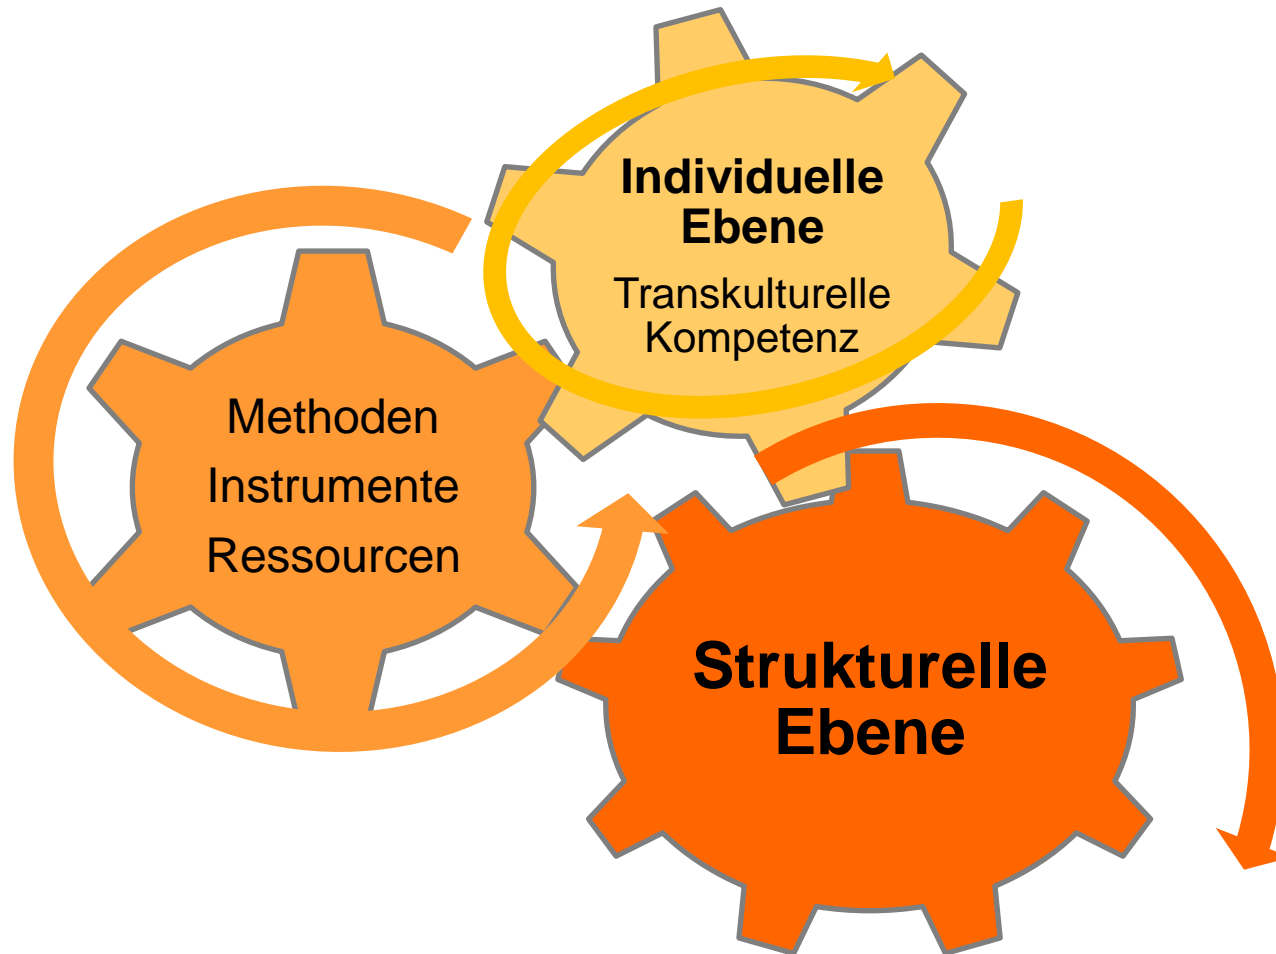 Individuelle
Ebene
Transkulturelle
Kompetenz
Methoden
Instrumente
Ressourcen
Strukturelle
Ebene